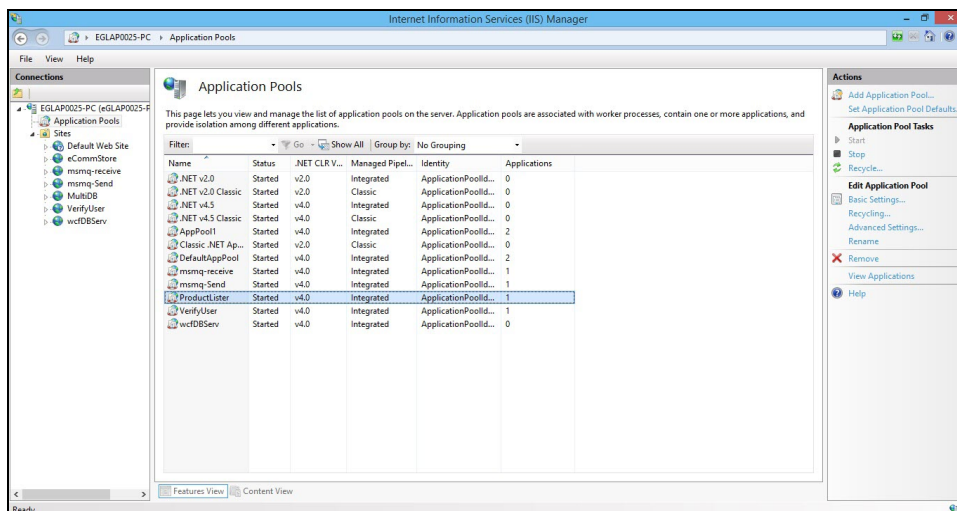 Internet Information Services (IIS) Manager
EGLAP0025-PC Application Pools
File View Help
Connections
EGLAP0025-PC (eGLAP0025-P
Application Pools
Sites
Default Web Site
eCommStore
msmq-receive
msmq-Send
MultiDB
VerifyUser
wcfDBServ
Application Pools
This page lets you view and manage the list of application pools on the server. Application pools are associated with worker processes, contain one or more applications, and
provide isolation among different applications.
Filter: Go Show All Group by: No Grouping
Name Status .NET CLR V... Managed Pipel... Identity Applications
.NET v2.0 Started v2.0 Integrated ApplicationPoolId... 0
.NET v2.0 Classic Started v2.0 Classic ApplicationPoolId... 0
.NET v4.5 Started v4.0 Integrated ApplicationPoolId... 0
.NET v4.5 Classic Started v4.0 Classic ApplicationPoolId... 0
AppPool1 Started v4.0 Integrated ApplicationPoolId... 2
Classic .NET Ap... Started v2.0 Classic ApplicationPoolId... 0
DefaultAppPool Started v4.0 Integrated ApplicationPoolId... 2
msmq-receive Started v4.0 Integrated ApplicationPoolId... 1
msmq-Send Started v4.0 Integrated ApplicationPoolId... 1
ProductLister Started v4.0 Integrated ApplicationPoolId... 1
VerifyUser Started v4.0 Integrated ApplicationPoolId... 1
wcfDBServ Started v4.0 Integrated ApplicationPoolId... 0
Features View Content View
Ready
Actions
Add Application Pool...
Set Application Pool Defaults.
Application Pool Tasks
Start
Stop
Recycle...
Edit Application Pool
Basic Settings...
Recycling...
Advanced Settings...
Rename
Remove
View Applications
Help